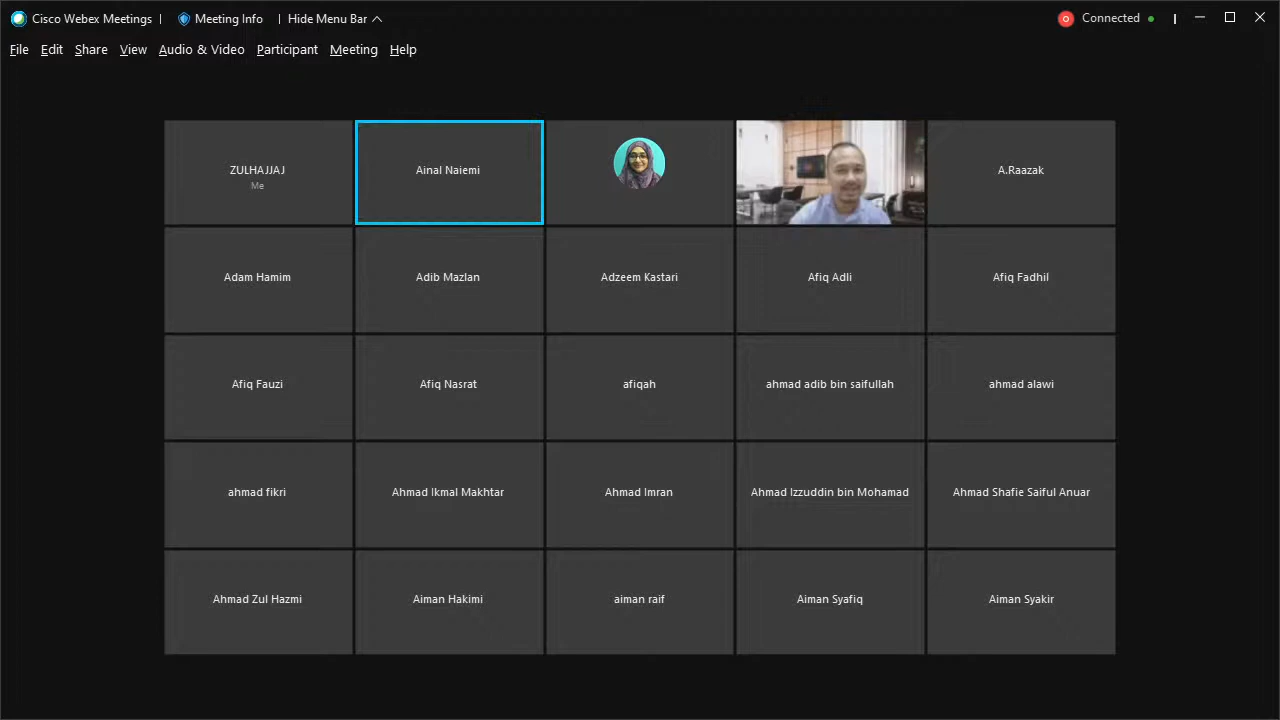 Cisco Webex Meetings | Meeting Info | Hide Menu Bar Connected
File Edit Share View Audio & Video Participant Meeting Help
ZULHAJJAJ Ainal Naiemi A.Raazak
Me
Adam Hamim Adib Mazlan Adzeem Kastari Afiq Adli Afiq Fadhil
Afiq Fauzi Afiq Nasrat afiqah ahmad adib bin saifullah ahmad alawi
ahmad fikri Ahmad Ikmal Makhtar Ahmad Imran Ahmad Izzuddin bin Mohamad Ahmad Shafie Saiful Anuar
Ahmad Zul Hazmi Aiman Hakimi aiman raif Aiman Syafiq Aiman Syakir